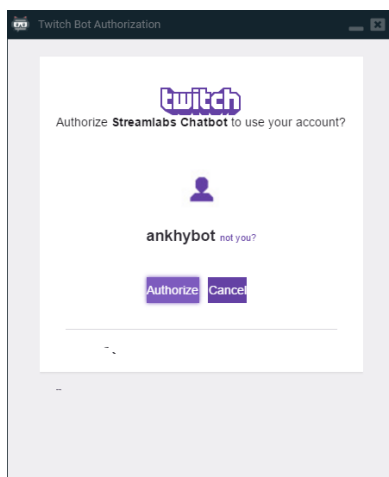 Twitch Bot Authorization
twitch
Authorize Streamlabs Chatbot to use your account?
ankhybot not you?
Authorize Cancel